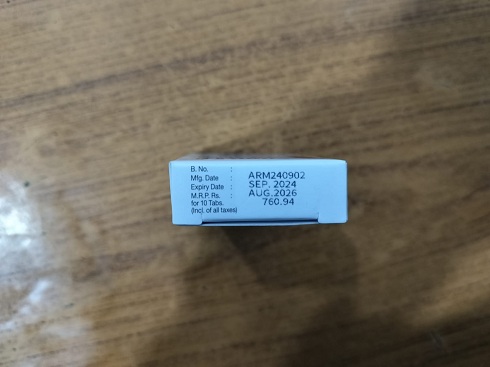 B. No. : ARM240902
Mfg. Date : SEP. 2024
Expiry Date : AUG.2026
M.R.P. Rs. : 760.94
for 10 Tabs.
(Incl. of all taxes)